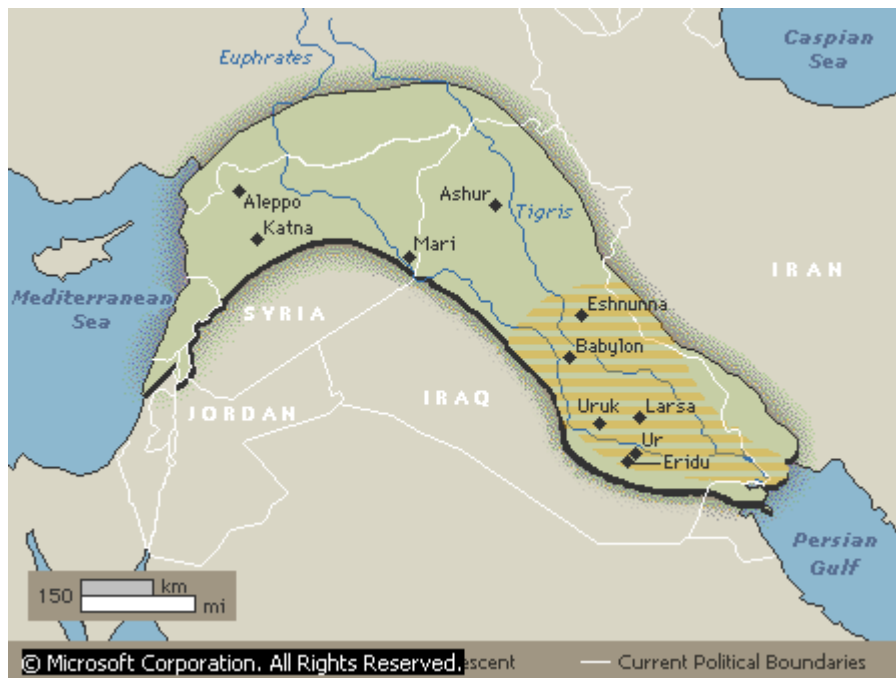 Euphrates
Caspian
Sea
Aleppo
Katna
Ashur
Tigris
Mari
Mediterranean
Sea
SYRIA
IRAN
Eshnunna
Babylon
JORDAN
IRAQ
Uruk
Larsa
Ur
Eridu
Persian
Gulf
150 km
mi
© Microsoft Corporation. All Rights Reserved.
Current Political Boundaries